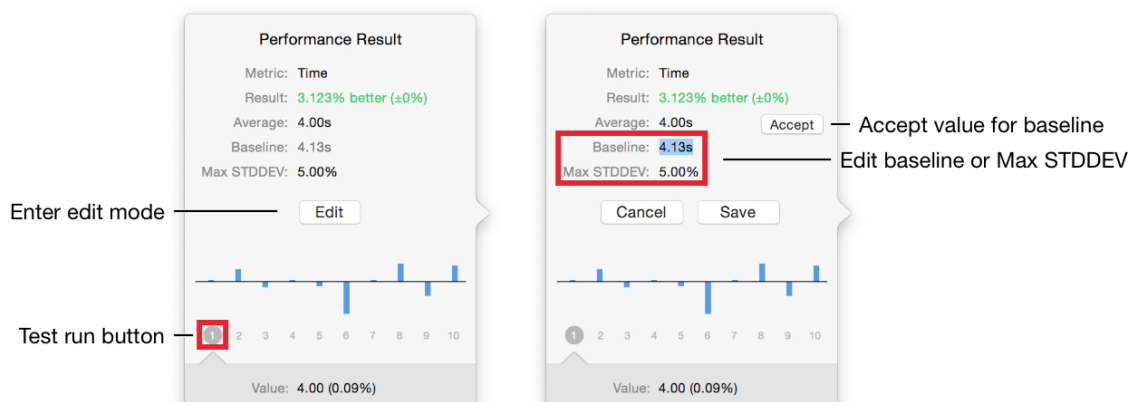 Performance Result
Metric: Time
Result: 3.123% better (±0%)
Average: 4.00s
Baseline: 4.13s
Max STDDEV: 5.00%
Enter edit mode
Edit
Test run button
1 2 3 4 5 6 7 8 9 10
Value: 4.00 (0.09%)
Performance Result
Metric: Time
Result: 3.123% better (±0%)
Average: 4.00s
Accept
Accept value for baseline
Baseline: 4.13s
Edit baseline or Max STDDEV
Max STDDEV: 5.00%
Cancel Save
1 2 3 4 5 6 7 8 9 10
Value: 4.00 (0.09%)